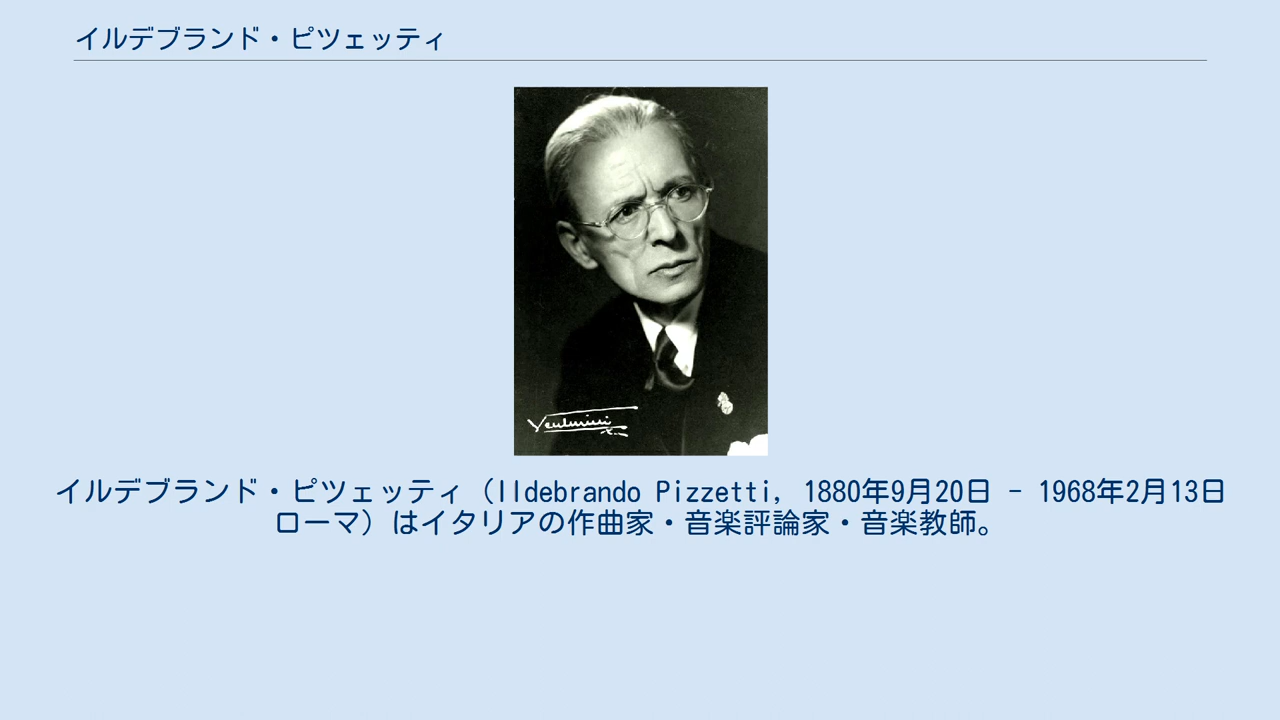 イルデブランド・ピツェッティ
イルデブランド・ピツェッティ（Ildebrando Pizzetti, 1880年9月20日 - 1968年2月13日
ローマ）はイタリアの作曲家・音楽評論家・音楽教師。